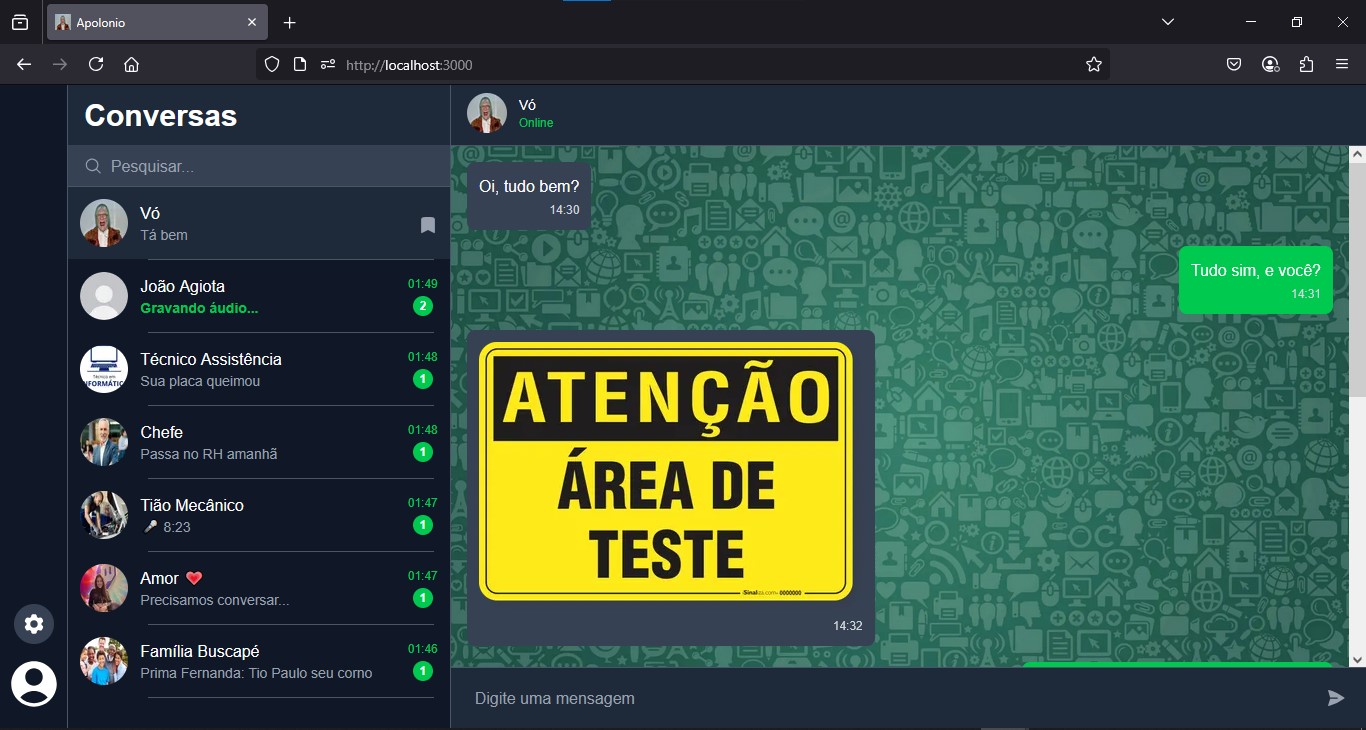 Apolonio
http://localhost:3000
Conversas
Pesquisar...
Vó
Tá bem
João Agiota
01:49
Gravando áudio...
2
Técnico Assistência
01:48
Sua placa queimou
1
Chefe
01:48
Passa no RH amanhã
1
Tião Mecânico
01:47
8:23
1
Amor
01:47
Precisamos conversar...
1
Família Buscapé
01:46
Prima Fernanda: Tio Paulo seu corno
1
Vó
Online
Oi, tudo bem?
14:30
Tudo sim, e você?
14:31
ATENÇÃO
ÁREA DE
TESTE
14:32
Digite uma mensagem